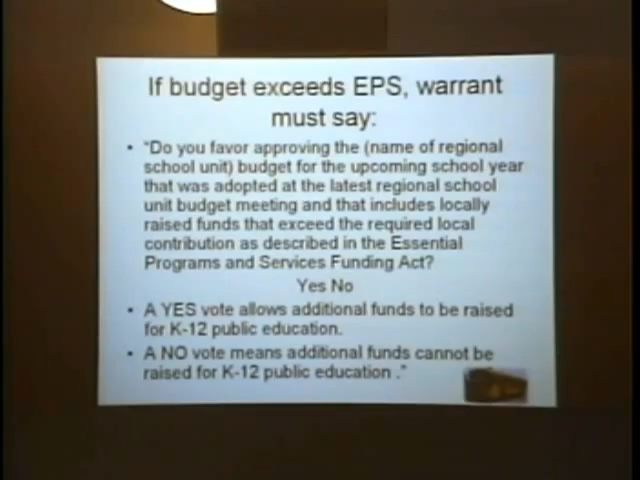 If budget exceeds EPS, warrant
must say:
• "Do you favor approving the (name of regional
school unit) budget for the upcoming school year
that was adopted at the latest regional school
unit budget meeting and that includes locally
raised funds that exceed the required local
contribution as described in the Essential
Programs and Services Funding Act?
Yes No
• A YES vote allows additional funds to be raised
for K-12 public education.
• A NO vote means additional funds cannot be
raised for K-12 public education ."